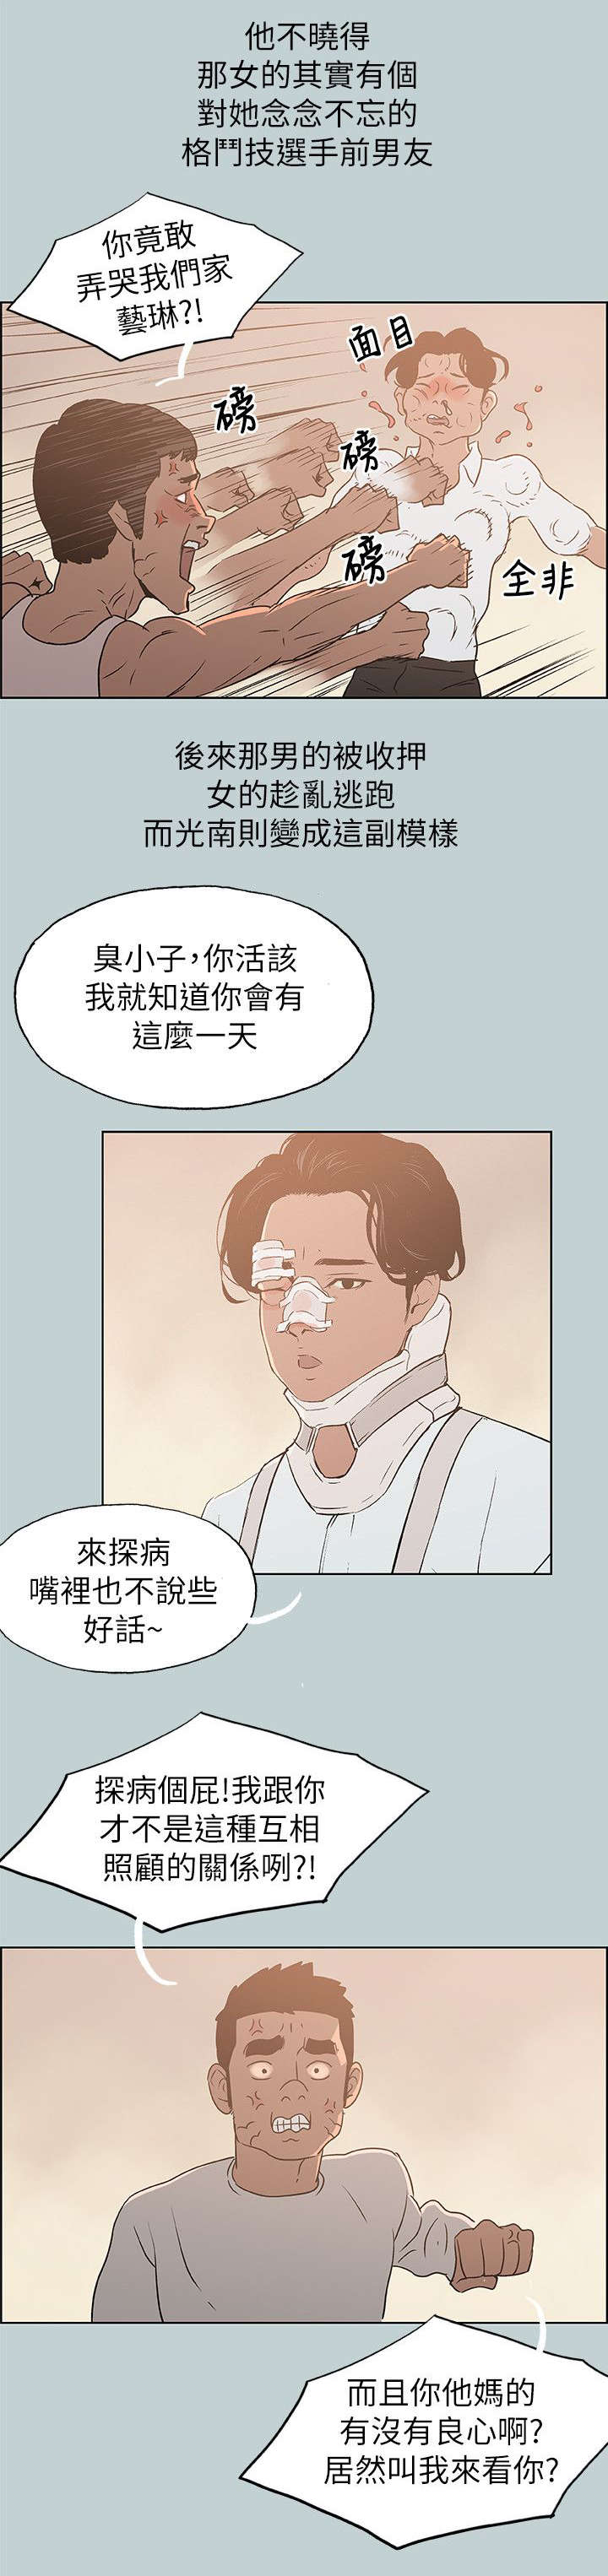 他不曉得
那女的其實有個
對她念念不忘的
格鬥技選手前男友
你竟敢
弄哭我們家
藝琳?!
面目
磅
磅
磅
全非
後來那男的被收押
女的趁亂逃跑
而光南則變成這副模樣
臭小子,你活該
我就知道你會有
這麼一天
來探病
嘴裡也不說些
好話~
探病個屁!我跟你
才不是這種互相
照顧的關係咧?!
而且你他媽的
有沒有良心啊?
居然叫我來看你?